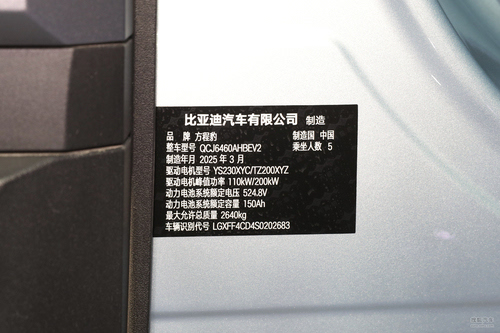 比亚迪汽车有限公司 制造
品 牌 方程豹 制造国 中国
整车型号 QCJ6460AHBEV2 乘坐人数 5
制造年月 2025 年 3 月
驱动电机型号 YS230XYC/TZ200XYZ
驱动电机峰值功率 110kW/200kW
动力电池系统额定电压 524.8V
动力电池系统额定容量 150Ah
最大允许总质量 2640kg
车辆识别代号 LGXFF4CD4S0202683